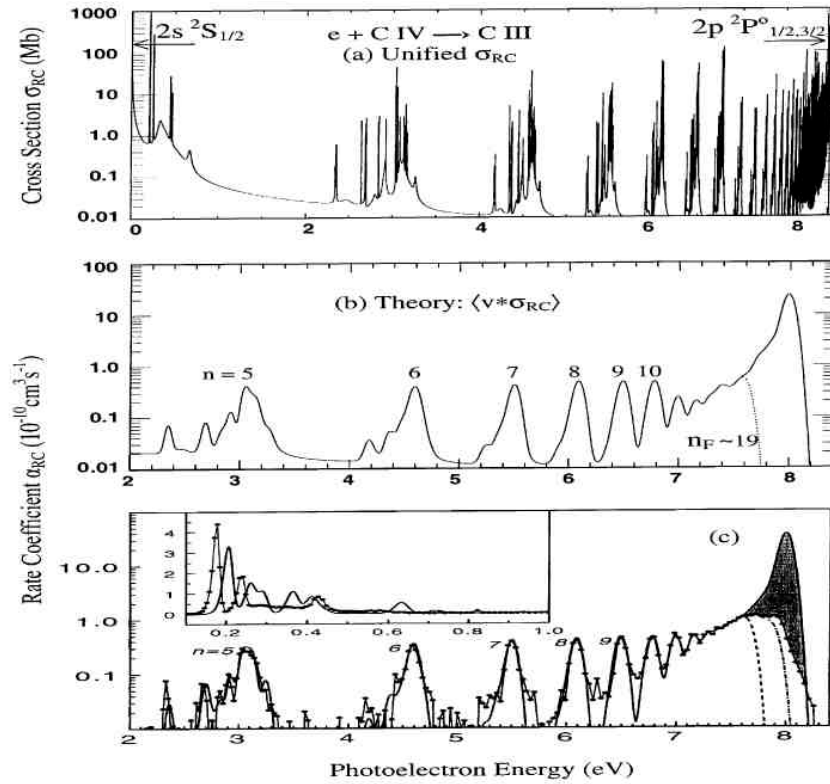 1000
100
10
1.0
0.1
0.01
Cross Section σRC (Mb)
2s ²S1/2
e + C IV ⟶ C III
(a) Unified σRC
2p ²Pº1/2,3/2
0 2 4 6 8
100
10
1.0
0.1
0.01
(b) Theory: ⟨v*σRC⟩
n = 5 6 7 8 9 10
nF ~19
2 3 4 5 6 7 8
Rate Coefficient αRC (10⁻¹⁰cm³s⁻¹)
10.0
1.0
0.1
4
3
2
1
0
0.2 0.4 0.6 0.8 1.0
(c)
n=5 6 7 8 9
2 3 4 5 6 7 8
Photoelectron Energy (eV)